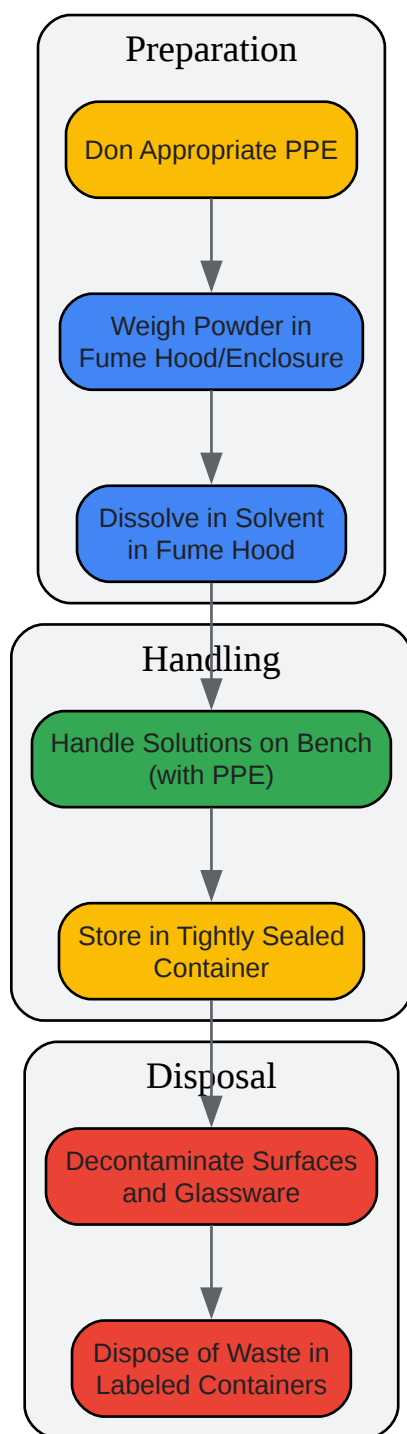 Preparation
Don Appropriate PPE
Weigh Powder in
Fume Hood/Enclosure
Dissolve in Solvent
in Fume Hood
Handling
Handle Solutions on Bench
(with PPE)
Store in Tightly Sealed
Container
Disposal
Decontaminate Surfaces
and Glassware
Dispose of Waste in
Labeled Containers